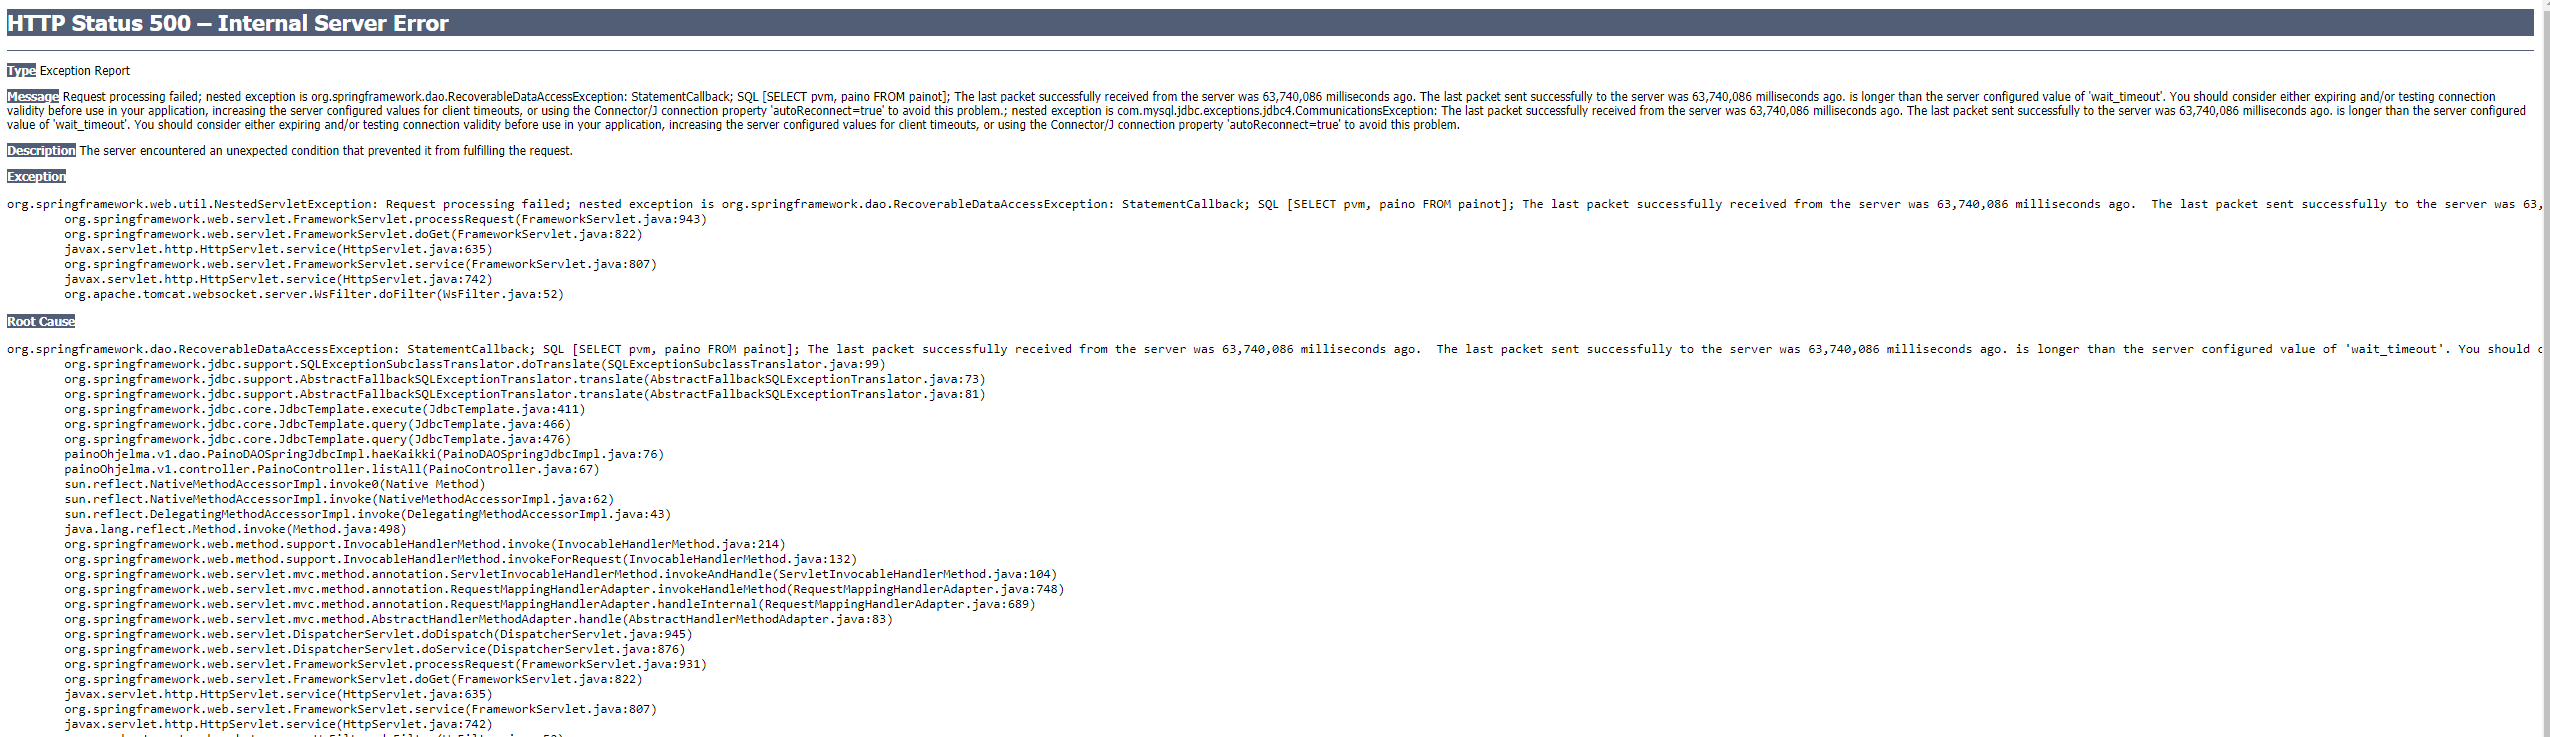 HTTP Status 500 – Internal Server Error
Type Exception Report
Message Request processing failed; nested exception is org.springframework.dao.RecoverableDataAccessException: StatementCallback; SQL [SELECT pvm, paino FROM painot]; The last packet successfully received from the server was 63,740,086 milliseconds ago. The last packet sent successfully to the server was 63,740,086 milliseconds ago. is longer than the server configured value of 'wait_timeout'. You should consider either expiring and/or testing connection
validity before use in your application, increasing the server configured values for client timeouts, or using the Connector/J connection property 'autoReconnect=true' to avoid this problem.; nested exception is com.mysql.jdbc.exceptions.jdbc4.CommunicationsException: The last packet successfully received from the server was 63,740,086 milliseconds ago. The last packet sent successfully to the server was 63,740,086 milliseconds ago. is longer than the server configured
value of 'wait_timeout'. You should consider either expiring and/or testing connection validity before use in your application, increasing the server configured values for client timeouts, or using the Connector/J connection property 'autoReconnect=true' to avoid this problem.
Description The server encountered an unexpected condition that prevented it from fulfilling the request.
Exception
org.springframework.web.util.NestedServletException: Request processing failed; nested exception is org.springframework.dao.RecoverableDataAccessException: StatementCallback; SQL [SELECT pvm, paino FROM painot]; The last packet successfully received from the server was 63,740,086 milliseconds ago.  The last packet sent successfully to the server was 63,
org.springframework.web.servlet.FrameworkServlet.processRequest(FrameworkServlet.java:943)
org.springframework.web.servlet.FrameworkServlet.doGet(FrameworkServlet.java:822)
javax.servlet.http.HttpServlet.service(HttpServlet.java:635)
org.springframework.web.servlet.FrameworkServlet.service(FrameworkServlet.java:807)
javax.servlet.http.HttpServlet.service(HttpServlet.java:742)
org.apache.tomcat.websocket.server.WsFilter.doFilter(WsFilter.java:52)
Root Cause
org.springframework.dao.RecoverableDataAccessException: StatementCallback; SQL [SELECT pvm, paino FROM painot]; The last packet successfully received from the server was 63,740,086 milliseconds ago.  The last packet sent successfully to the server was 63,740,086 milliseconds ago. is longer than the server configured value of 'wait_timeout'. You should
org.springframework.jdbc.support.SQLExceptionSubclassTranslator.doTranslate(SQLExceptionSubclassTranslator.java:99)
org.springframework.jdbc.support.AbstractFallbackSQLExceptionTranslator.translate(AbstractFallbackSQLExceptionTranslator.java:73)
org.springframework.jdbc.support.AbstractFallbackSQLExceptionTranslator.translate(AbstractFallbackSQLExceptionTranslator.java:81)
org.springframework.jdbc.core.JdbcTemplate.execute(JdbcTemplate.java:411)
org.springframework.jdbc.core.JdbcTemplate.query(JdbcTemplate.java:466)
org.springframework.jdbc.core.JdbcTemplate.query(JdbcTemplate.java:476)
painoOhjelma.v1.dao.PainoDAOSpringJdbcImpl.haeKaikki(PainoDAOSpringJdbcImpl.java:76)
painoOhjelma.v1.controller.PainoController.listAll(PainoController.java:67)
sun.reflect.NativeMethodAccessorImpl.invoke0(Native Method)
sun.reflect.NativeMethodAccessorImpl.invoke(NativeMethodAccessorImpl.java:62)
sun.reflect.DelegatingMethodAccessorImpl.invoke(DelegatingMethodAccessorImpl.java:43)
java.lang.reflect.Method.invoke(Method.java:498)
org.springframework.web.method.support.InvocableHandlerMethod.invoke(InvocableHandlerMethod.java:214)
org.springframework.web.method.support.InvocableHandlerMethod.invokeForRequest(InvocableHandlerMethod.java:132)
org.springframework.web.servlet.mvc.method.annotation.ServletInvocableHandlerMethod.invokeAndHandle(ServletInvocableHandlerMethod.java:104)
org.springframework.web.servlet.mvc.method.annotation.RequestMappingHandlerAdapter.invokeHandleMethod(RequestMappingHandlerAdapter.java:748)
org.springframework.web.servlet.mvc.method.annotation.RequestMappingHandlerAdapter.handleInternal(RequestMappingHandlerAdapter.java:689)
org.springframework.web.servlet.mvc.method.AbstractHandlerMethodAdapter.handle(AbstractHandlerMethodAdapter.java:83)
org.springframework.web.servlet.DispatcherServlet.doDispatch(DispatcherServlet.java:945)
org.springframework.web.servlet.DispatcherServlet.doService(DispatcherServlet.java:876)
org.springframework.web.servlet.FrameworkServlet.processRequest(FrameworkServlet.java:931)
org.springframework.web.servlet.FrameworkServlet.doGet(FrameworkServlet.java:822)
javax.servlet.http.HttpServlet.service(HttpServlet.java:635)
org.springframework.web.servlet.FrameworkServlet.service(FrameworkServlet.java:807)
javax.servlet.http.HttpServlet.service(HttpServlet.java:742)